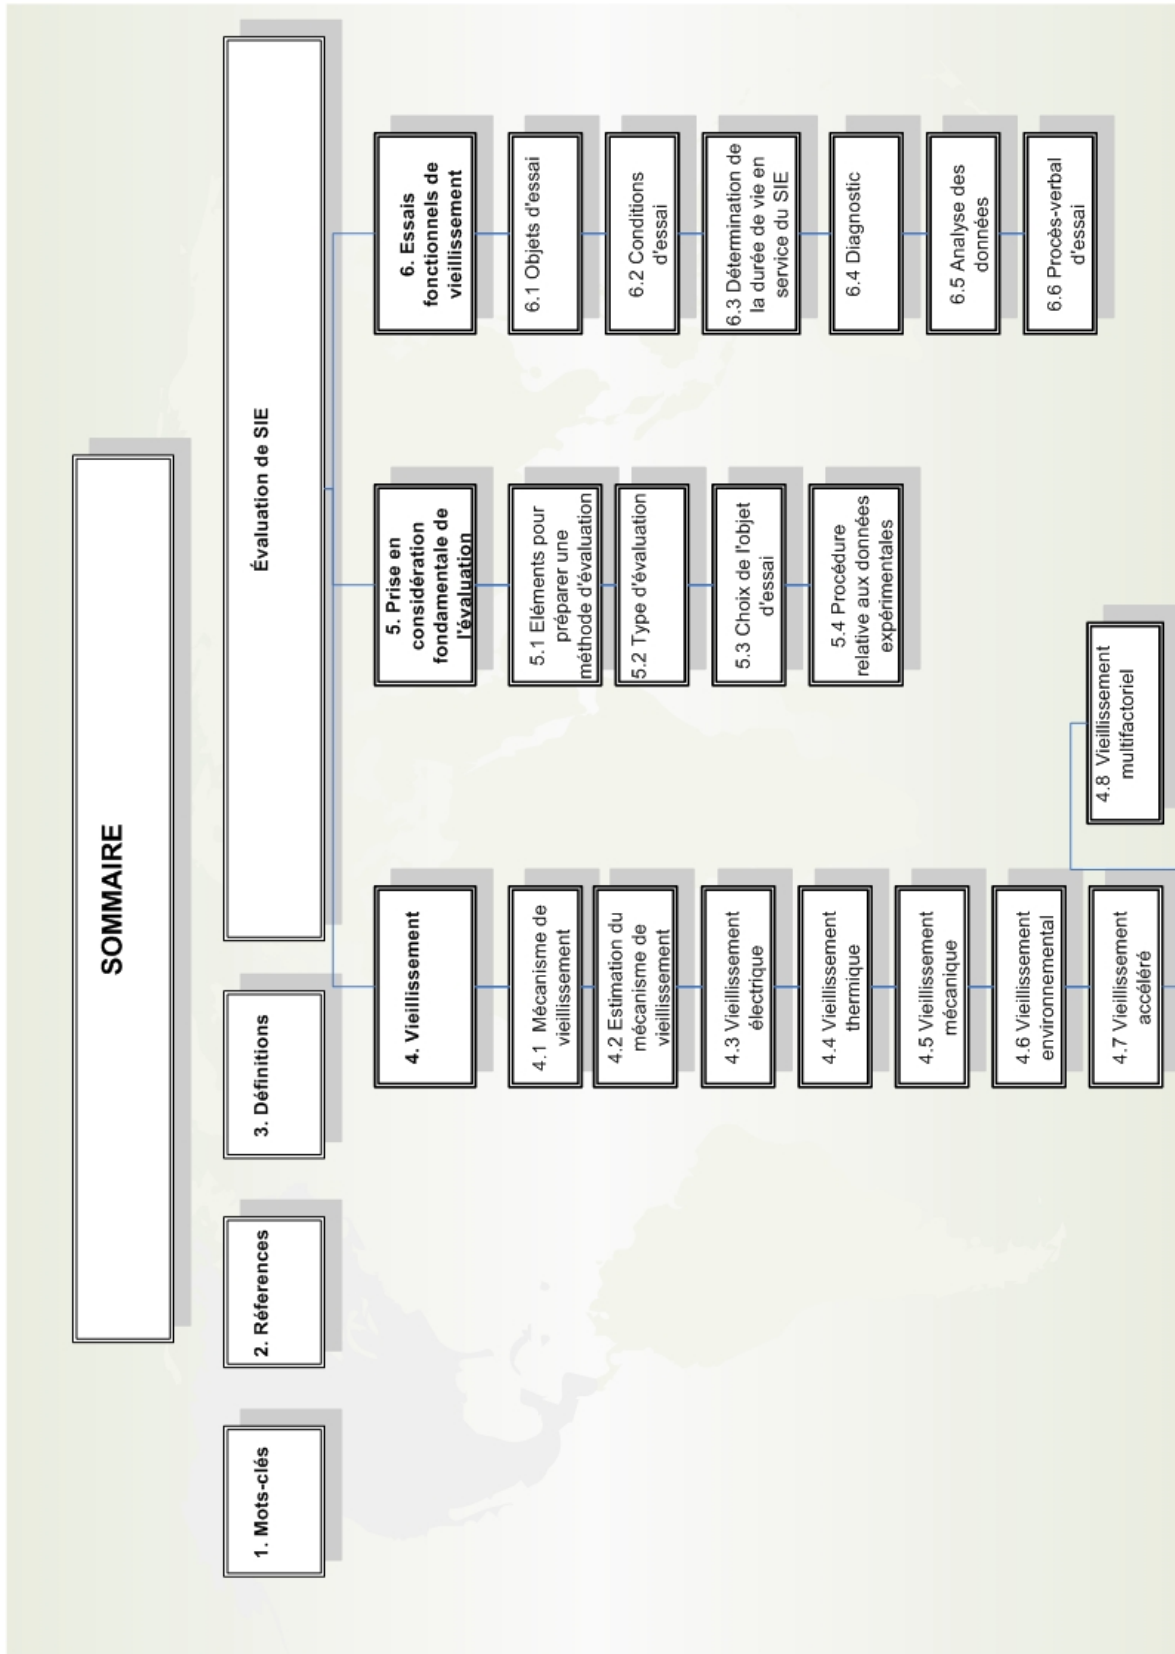 SOMMAIRE
1. Mots-clés
2. Réferences
3. Définitions
Évaluation de SIE
4. Vieillissement
4.1 Mécanisme de
vieillissement
4.2 Estimation du
mécanisme de
vieillissement
4.3 Vieillissement
électrique
4.4 Vieillissement
thermique
4.5 Vieillissement
mécanique
4.6 Vieillissement
environnemental
4.7 Vieillissement
accéléré
4.8 Vieillissement
multifactoriel
5. Prise en
considération
fondamentale de
l'évaluation
5.1 Eléments pour
préparer une
méthode d'évaluation
5.2 Type d'évaluation
5.3 Choix de l'objet
d'essai
5.4 Procédure
relative aux données
expérimentales
6. Essais
fonctionnels de
vieillissement
6.1 Objets d'essai
6.2 Conditions
d'essai
6.3 Détermination de
la durée de vie en
service du SIE
6.4 Diagnostic
6.5 Analyse des
données
6.6 Procès-verbal
d'essai